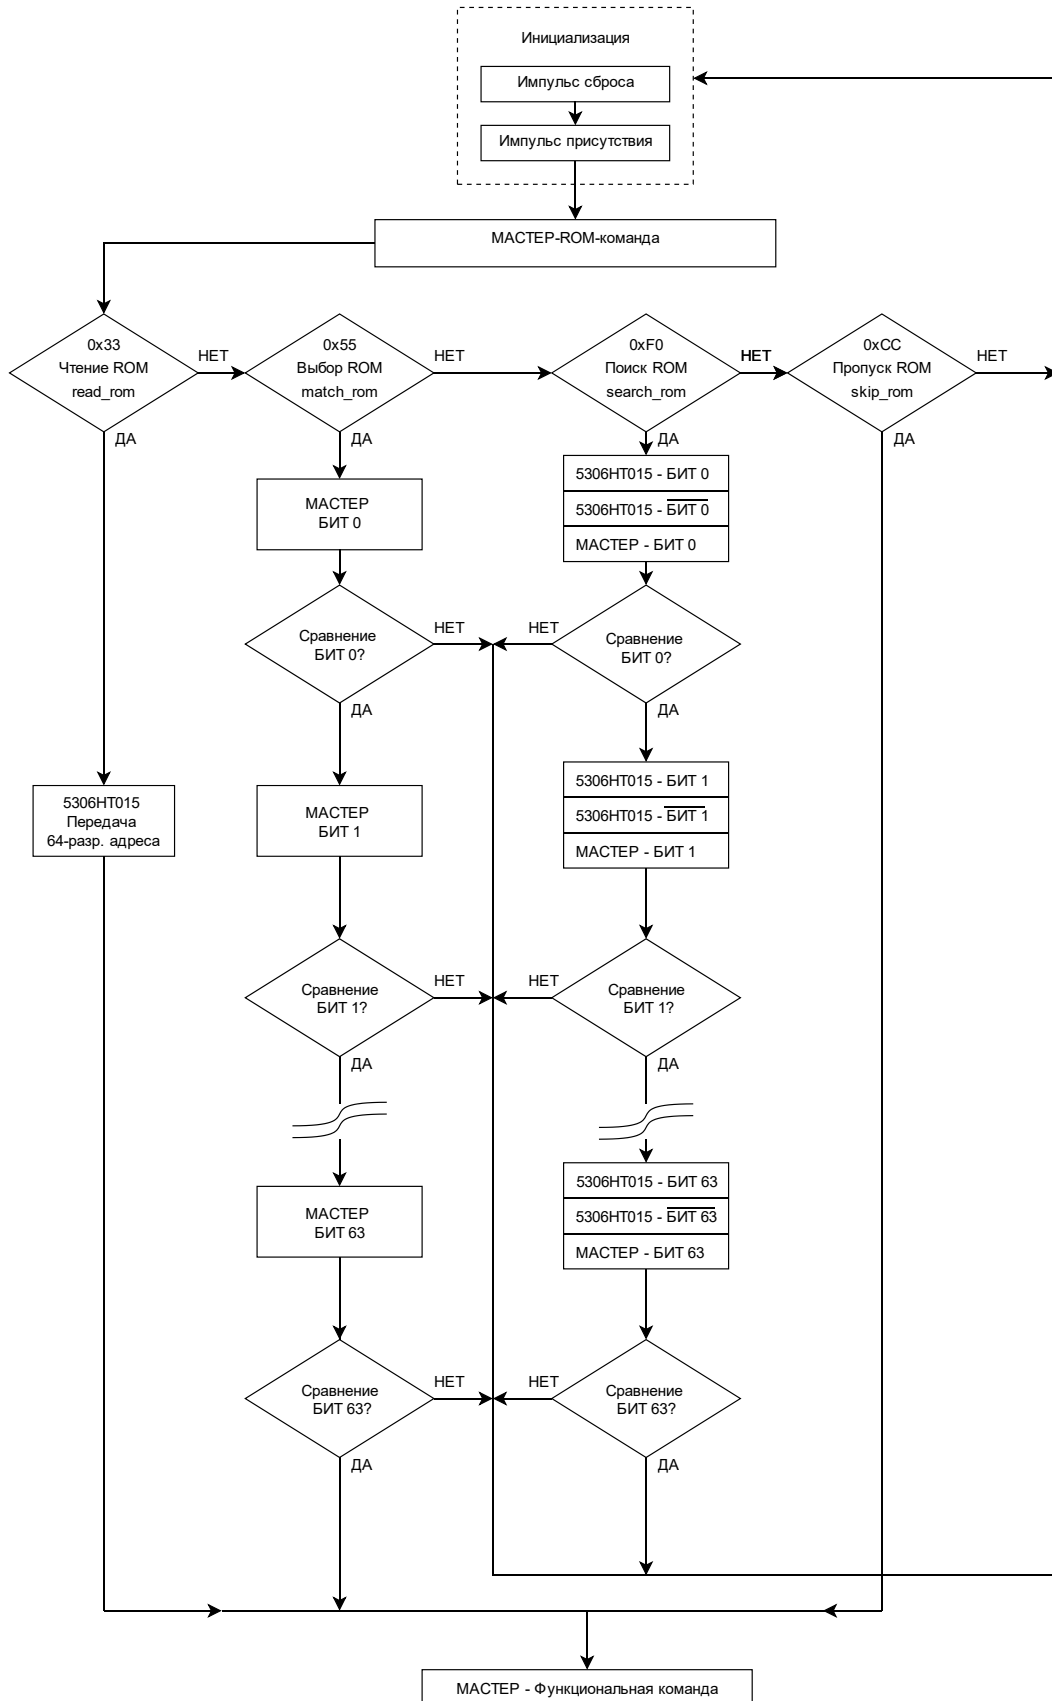 Инициализация
Импульс сброса
Импульс присутствия
МАСТЕР-ROM-команда
0x33
Чтение ROM
read_rom
НЕТ
ДА
0x55
Выбор ROM
match_rom
НЕТ
ДА
0xF0
Поиск ROM
search_rom
НЕТ
ДА
0xCC
Пропуск ROM
skip_rom
НЕТ
ДА
МАСТЕР
БИТ 0
5306НТ015 - БИТ 0
5306НТ015 - БИТ 0
МАСТЕР - БИТ 0
Сравнение
БИТ 0?
НЕТ
ДА
НЕТ
Сравнение
БИТ 0?
ДА
5306НТ015
Передача
64-разр. адреса
МАСТЕР
БИТ 1
5306НТ015 - БИТ 1
5306НТ015 - БИТ 1
МАСТЕР - БИТ 1
Сравнение
БИТ 1?
НЕТ
ДА
НЕТ
Сравнение
БИТ 1?
ДА
МАСТЕР
БИТ 63
5306НТ015 - БИТ 63
5306НТ015 - БИТ 63
МАСТЕР - БИТ 63
Сравнение
БИТ 63?
НЕТ
ДА
НЕТ
Сравнение
БИТ 63?
ДА
МАСТЕР - Функциональная команда